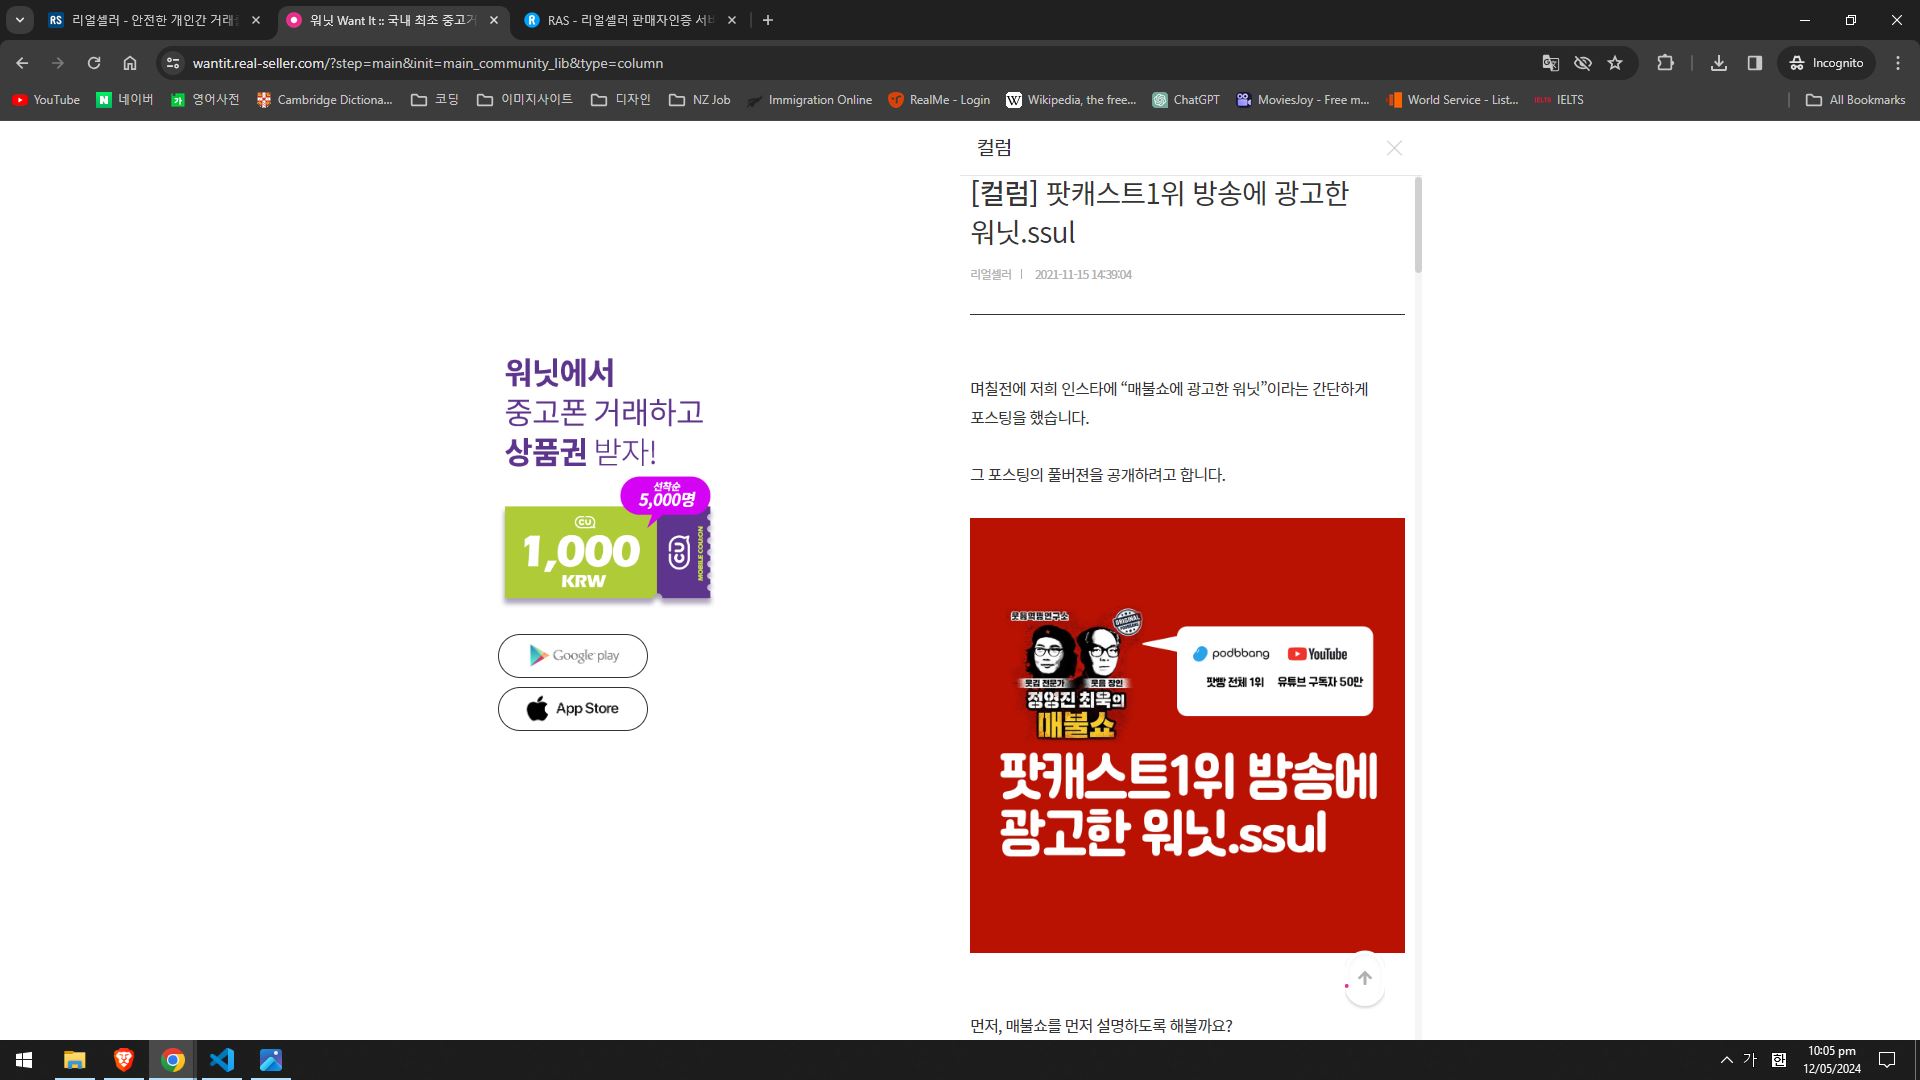 리얼셀러 - 안전한 개인간 거래
워닛 Want It :: 국내 최초 중고
RAS - 리얼셀러 판매자인증 서
wantit.real-seller.com/?step=main&init=main_community_lib&type=column
Incognito
YouTube
네이버
영어사전
Cambridge Dictiona...
코딩
이미지사이트
디자인
NZ Job
Immigration Online
RealMe - Login
Wikipedia, the free...
ChatGPT
MoviesJoy - Free m...
World Service - List...
IELTS
All Bookmarks
워닛에서
중고폰 거래하고
상품권 받자!
선착순
5,000명
CU
1,000
KRW
CU
MOBILE COUPON
Google play
App Store
컬럼
[컬럼] 팟캐스트1위 방송에 광고한
워닛.ssul
리얼셀러 | 2021-11-15 14:39:04
며칠전에 저희 인스타에 “매불쇼에 광고한 워닛”이라는 간단하게
포스팅을 했습니다.
그 포스팅의 풀버젼을 공개하려고 합니다.
웃음혁명연구소
ORIGINAL
웃김 전문가 웃음 장인
정영진 최욱의
매불쇼
podbbang YouTube
팟빵 전체 1위 유튜브 구독자 50만
팟캐스트1위 방송에
광고한 워닛.ssul
먼저, 매불쇼를 먼저 설명하도록 해볼까요?
가
한
10:05 pm
12/05/2024